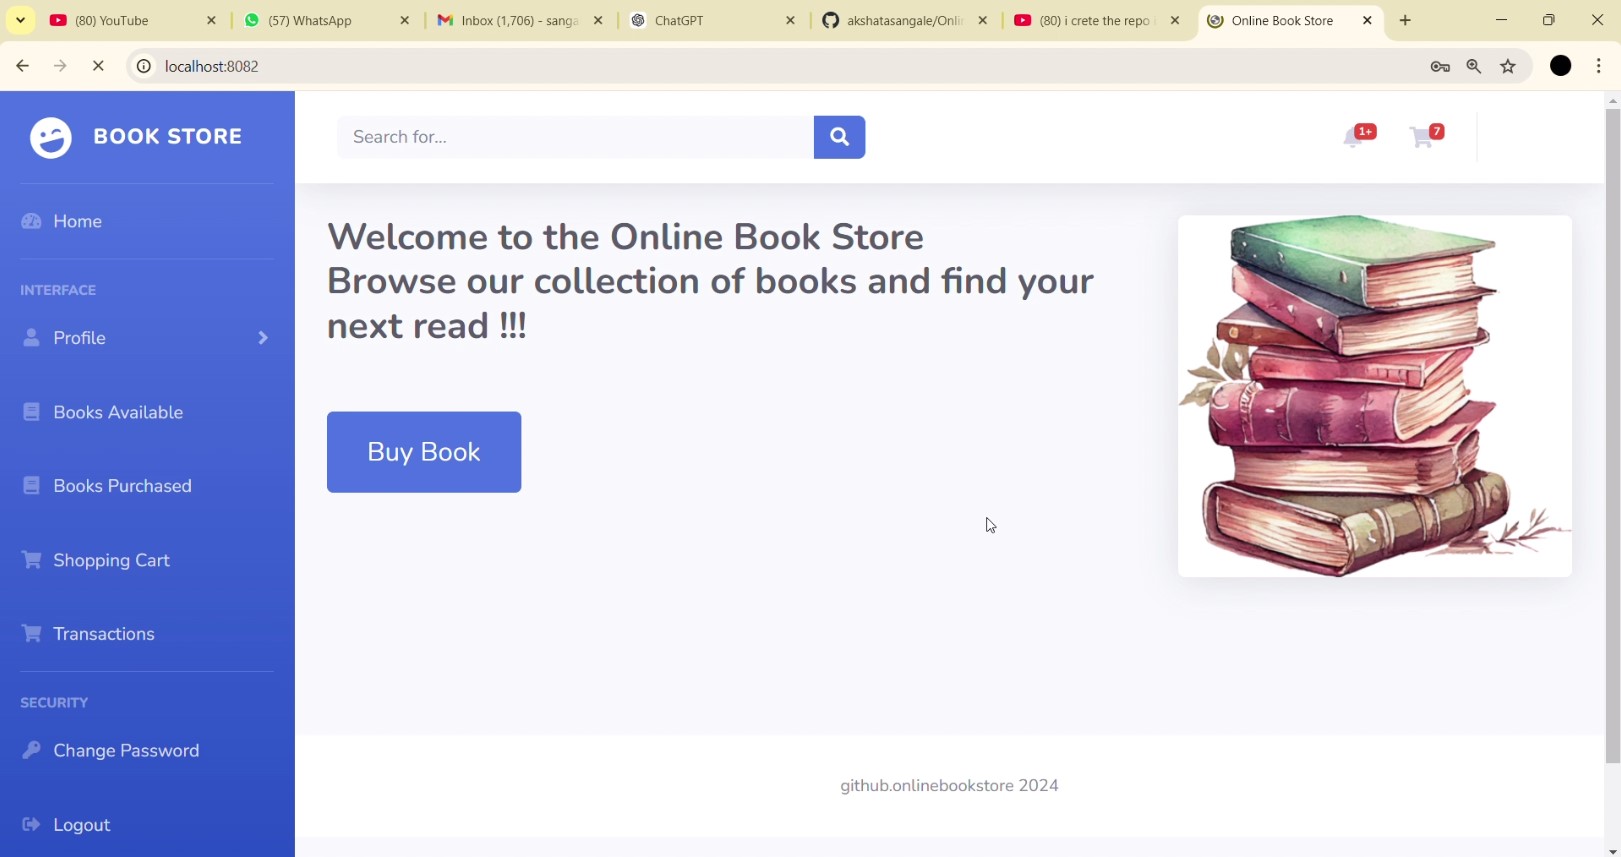 (80) YouTube
(57) WhatsApp
Inbox (1,706) - sanga
ChatGPT
akshatasangale/Onli
(80) i crete the repo
Online Book Store
localhost:8082
BOOK STORE
Search for...
1+
7
Home
Welcome to the Online Book Store
Browse our collection of books and find your
next read !!!
INTERFACE
Profile
Books Available
Buy Book
Books Purchased
Shopping Cart
Transactions
SECURITY
Change Password
github.onlinebookstore 2024
Logout